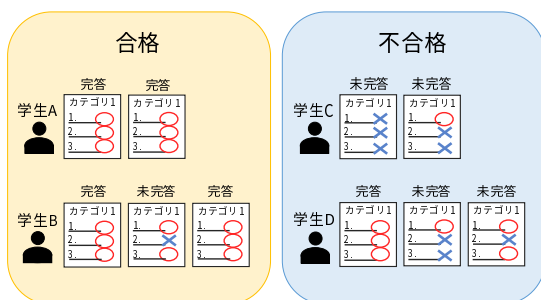 合格
完答 完答
学生A
カテゴリ1 カテゴリ1
1. 1.
2. 2.
3. 3.
完答 未完答 完答
学生B
カテゴリ1 カテゴリ1 カテゴリ1
1. 1. 1.
2. 2. 2.
3. 3. 3.
不合格
未完答 未完答
学生C
カテゴリ1 カテゴリ1
1. 1.
2. 2.
3. 3.
完答 未完答 未完答
学生D
カテゴリ1 カテゴリ1 カテゴリ1
1. 1. 1.
2. 2. 2.
3. 3. 3.